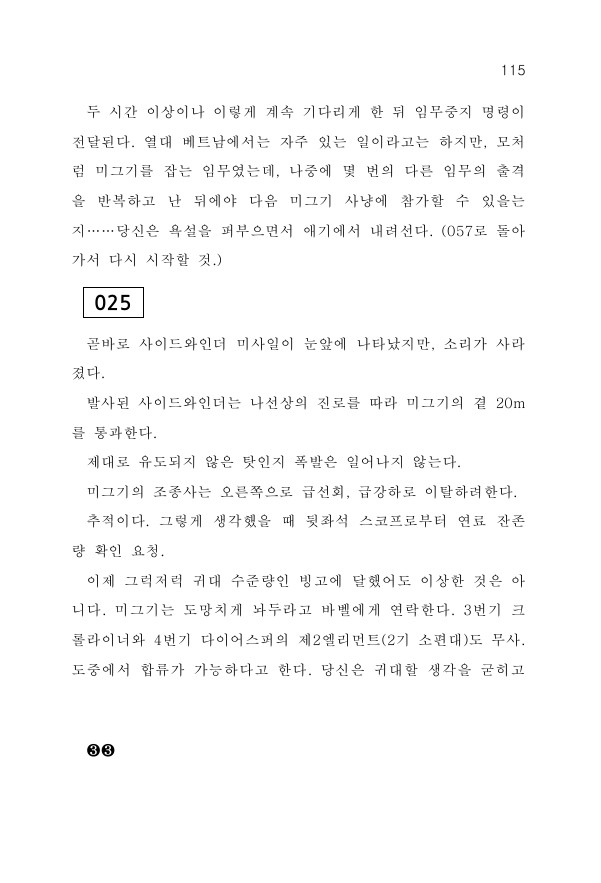 115
두 시간 이상이나 이렇게 계속 기다리게 한 뒤 임무중지 명령이
전달된다. 열대 베트남에서는 자주 있는 일이라고는 하지만, 모처
럼 미그기를 잡는 임무였는데, 나중에 몇 번의 다른 임무의 출격
을 반복하고 난 뒤에야 다음 미그기 사냥에 참가할 수 있을는
지……당신은 욕설을 퍼부으면서 애기에서 내려선다. (057로 돌아
가서 다시 시작할 것.)
025
곧바로 사이드와인더 미사일이 눈앞에 나타났지만, 소리가 사라
졌다.
발사된 사이드와인더는 나선상의 진로를 따라 미그기의 곁 20m
를 통과한다.
제대로 유도되지 않은 탓인지 폭발은 일어나지 않는다.
미그기의 조종사는 오른쪽으로 급선회, 급강하로 이탈하려한다.
추적이다. 그렇게 생각했을 때 뒷좌석 스코프로부터 연료 잔존
량 확인 요청.
이제 그럭저럭 귀대 수준량인 빙고에 달했어도 이상한 것은 아
니다. 미그기는 도망치게 놔두라고 바벨에게 연락한다. 3번기 크
롤라이너와 4번기 다이어스퍼의 제2엘리먼트(2기 소편대)도 무사.
도중에서 합류가 가능하다고 한다. 당신은 귀대할 생각을 굳히고
❸❸